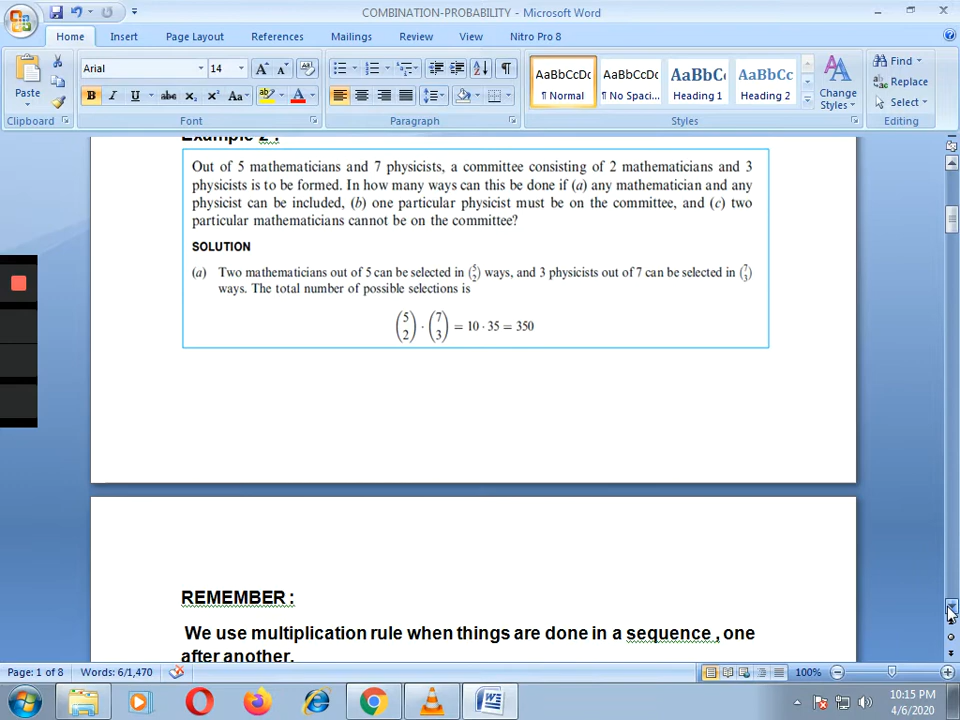 COMBINATION-PROBABILITY - Microsoft Word
Home Insert Page Layout References Mailings Review View Nitro Pro 8
Arial 14 A A Aa
Paste B I U abc X₂ X² Aa A
AaBbCcDc AaBbCcDc AaBbC AaBbCc A
¶ Normal ¶ No Spaci... Heading 1 Heading 2 Change Styles
Find
Replace
Select
Clipboard Font Paragraph Styles Editing
Example 2 :
Out of 5 mathematicians and 7 physicists, a committee consisting of 2 mathematicians and 3
physicists is to be formed. In how many ways can this be done if (a) any mathematician and any
physicist can be included, (b) one particular physicist must be on the committee, and (c) two
particular mathematicians cannot be on the committee?
SOLUTION
(a) Two mathematicians out of 5 can be selected in (5 2) ways, and 3 physicists out of 7 can be selected in (7 3)
ways. The total number of possible selections is
(5 2) · (7 3) = 10 · 35 = 350
REMEMBER :
We use multiplication rule when things are done in a sequence , one
after another.
Page: 1 of 8 Words: 6/1,470 100%
10:15 PM
4/6/2020